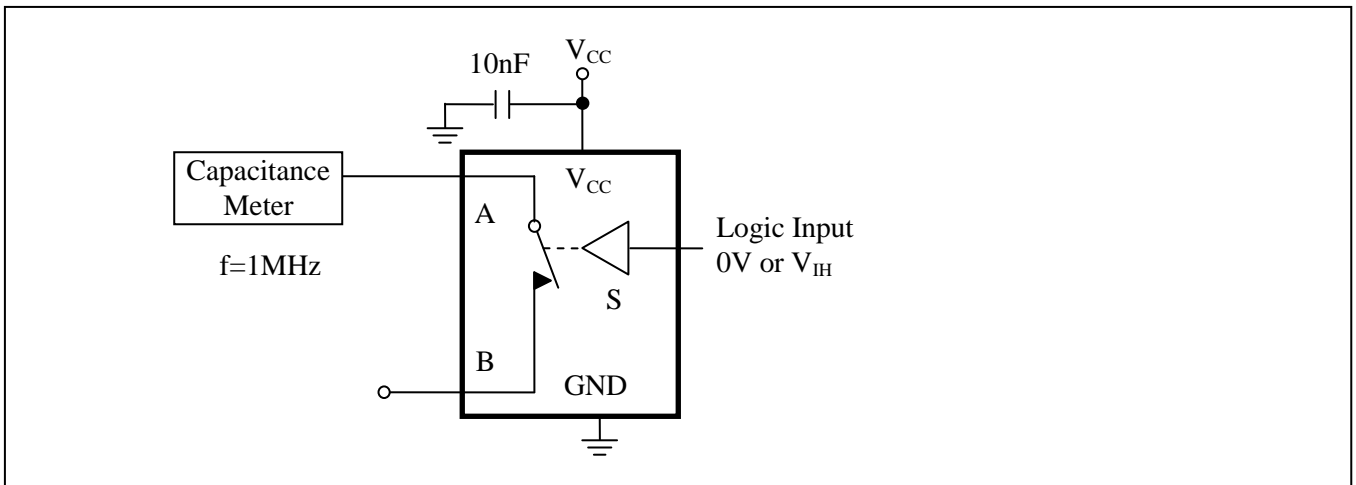 V_CC
10nF
Capacitance
Meter
f=1MHz
V_CC
A
S
Logic Input
0V or V_IH
B
GND